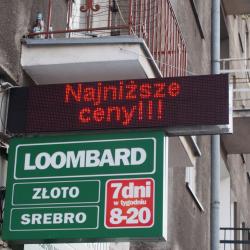 Najniższe
ceny!!!
LOOMBARD
ZŁOTO
SREBRO
7dni
w tygodniu
8-20